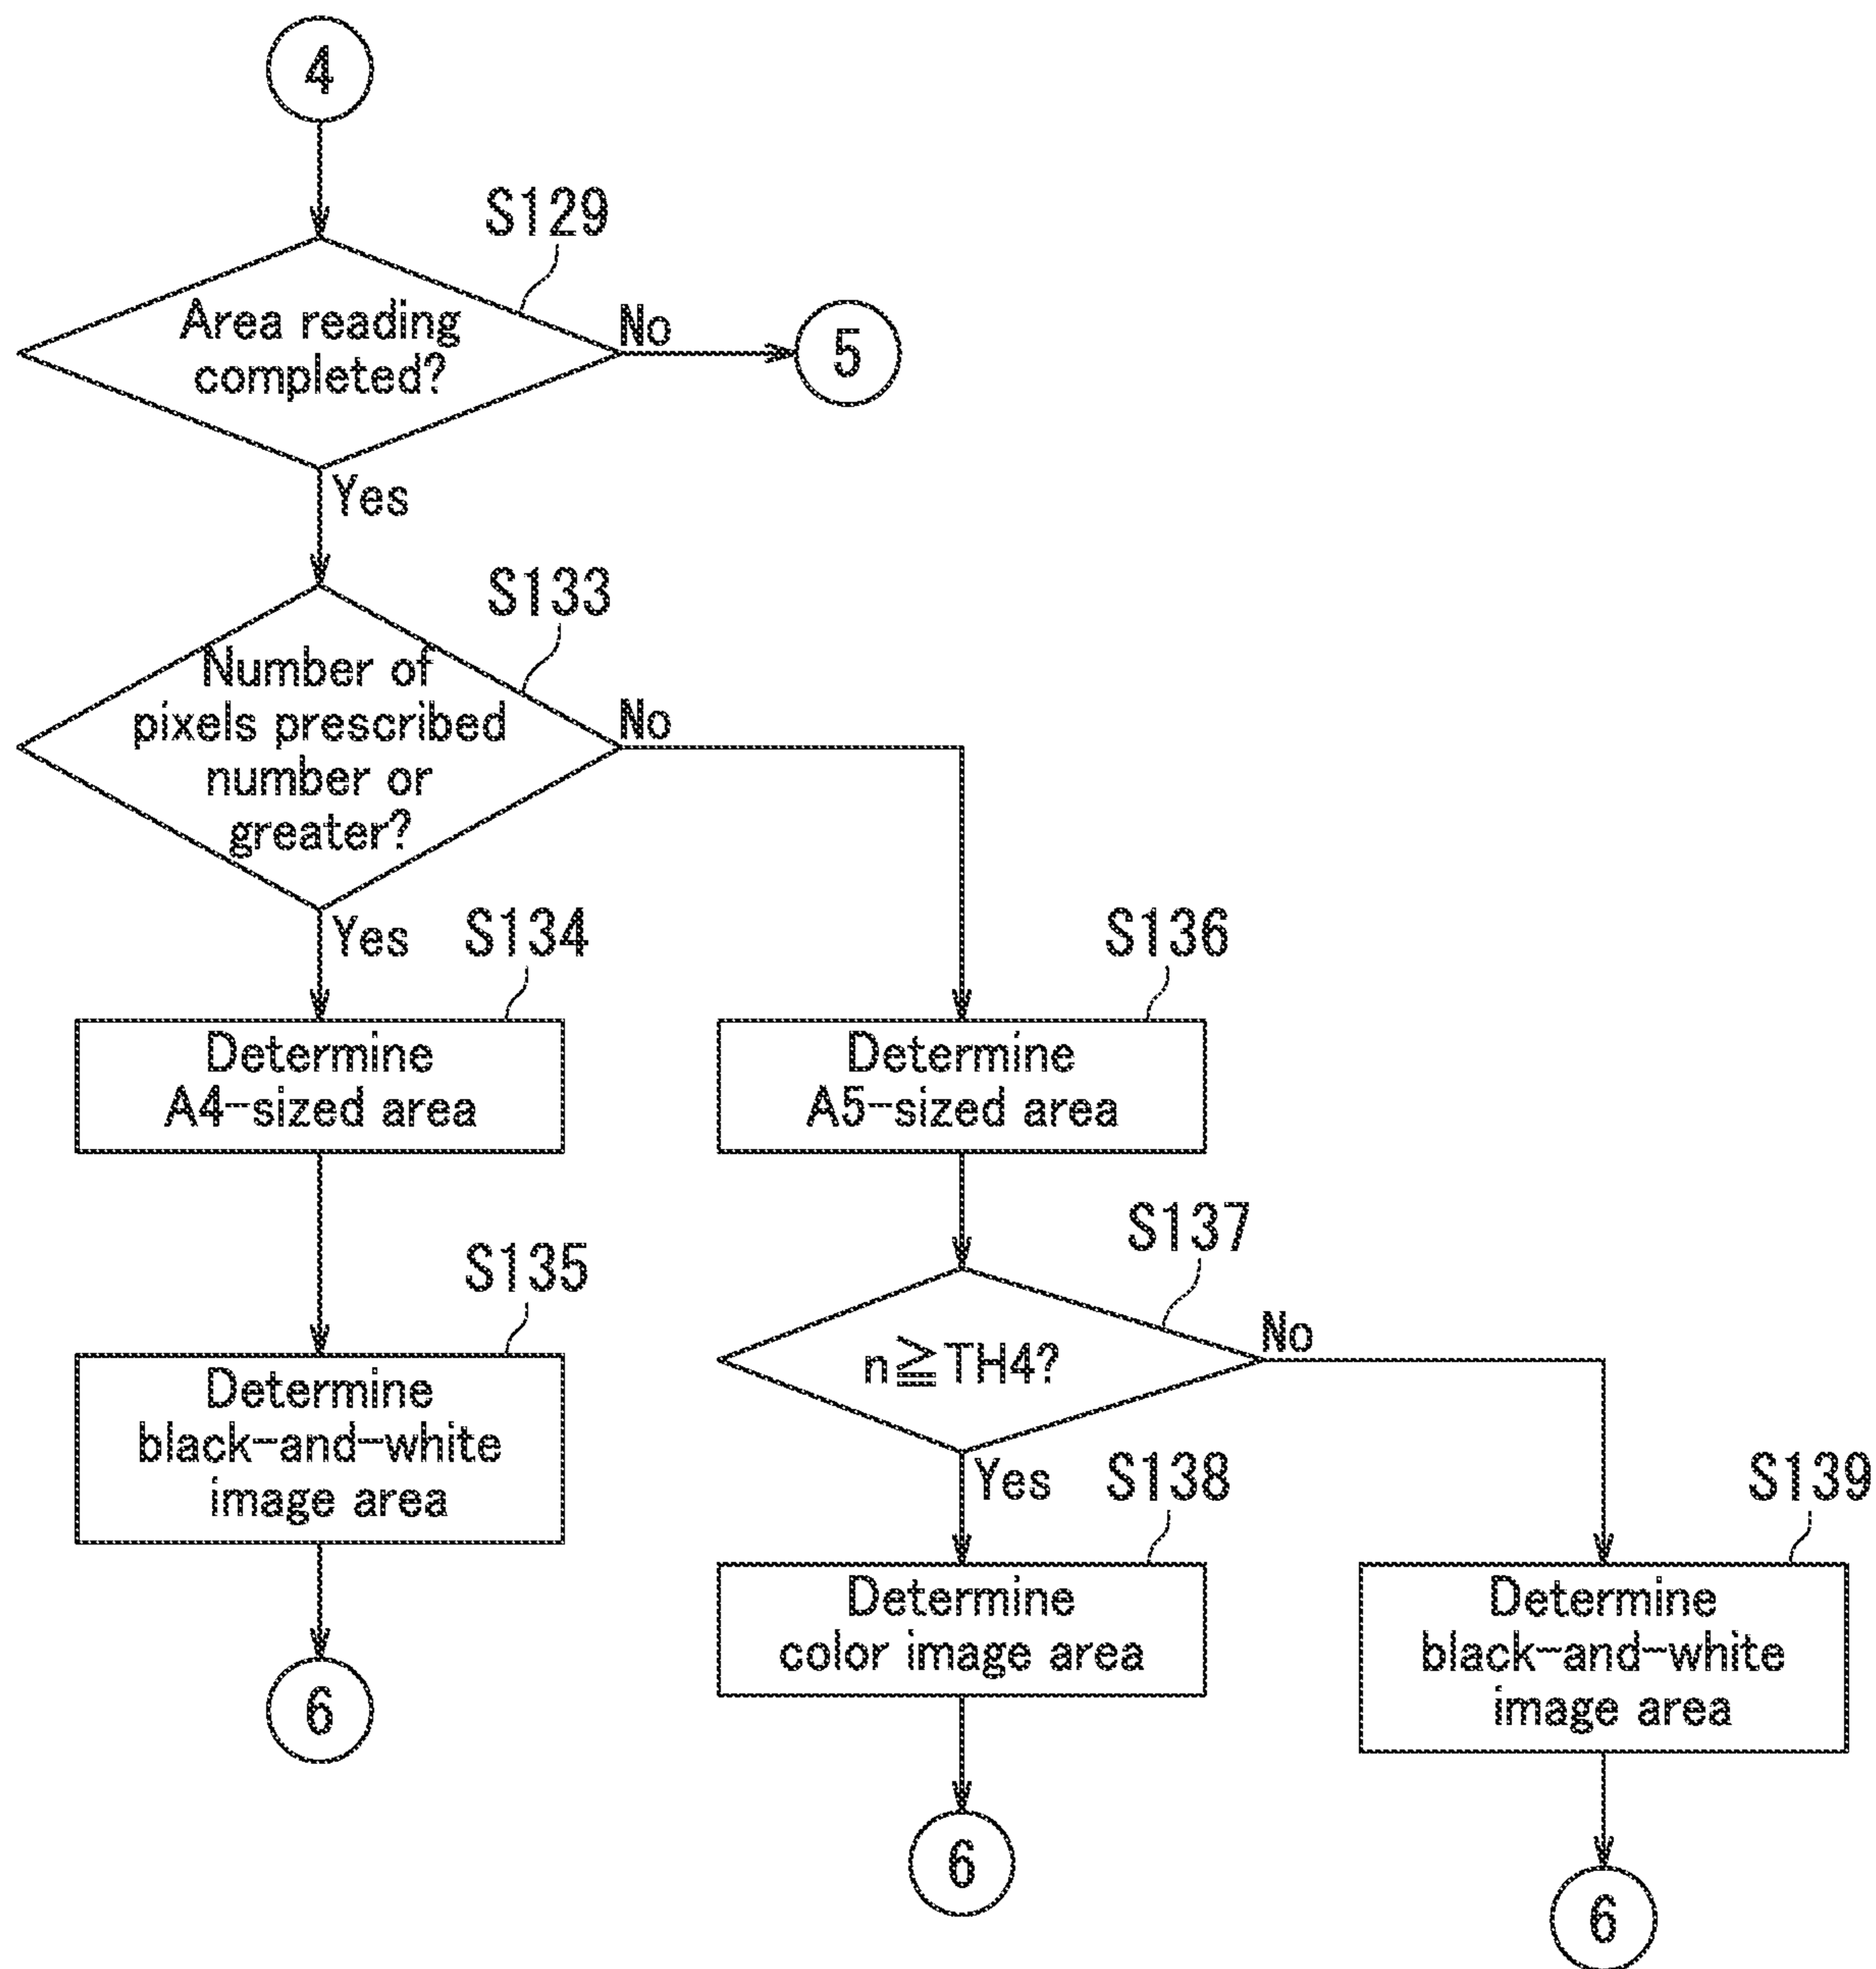 4
S129
Area reading
completed?
No
5
Yes
S133
Number of
pixels prescribed
number or
greater?
No
Yes
S134
Determine
A4-sized area
S136
Determine
A5-sized area
S135
Determine
black-and-white
image area
6
S137
n≧TH4?
No
Yes
S138
Determine
color image area
6
S139
Determine
black-and-white
image area
6